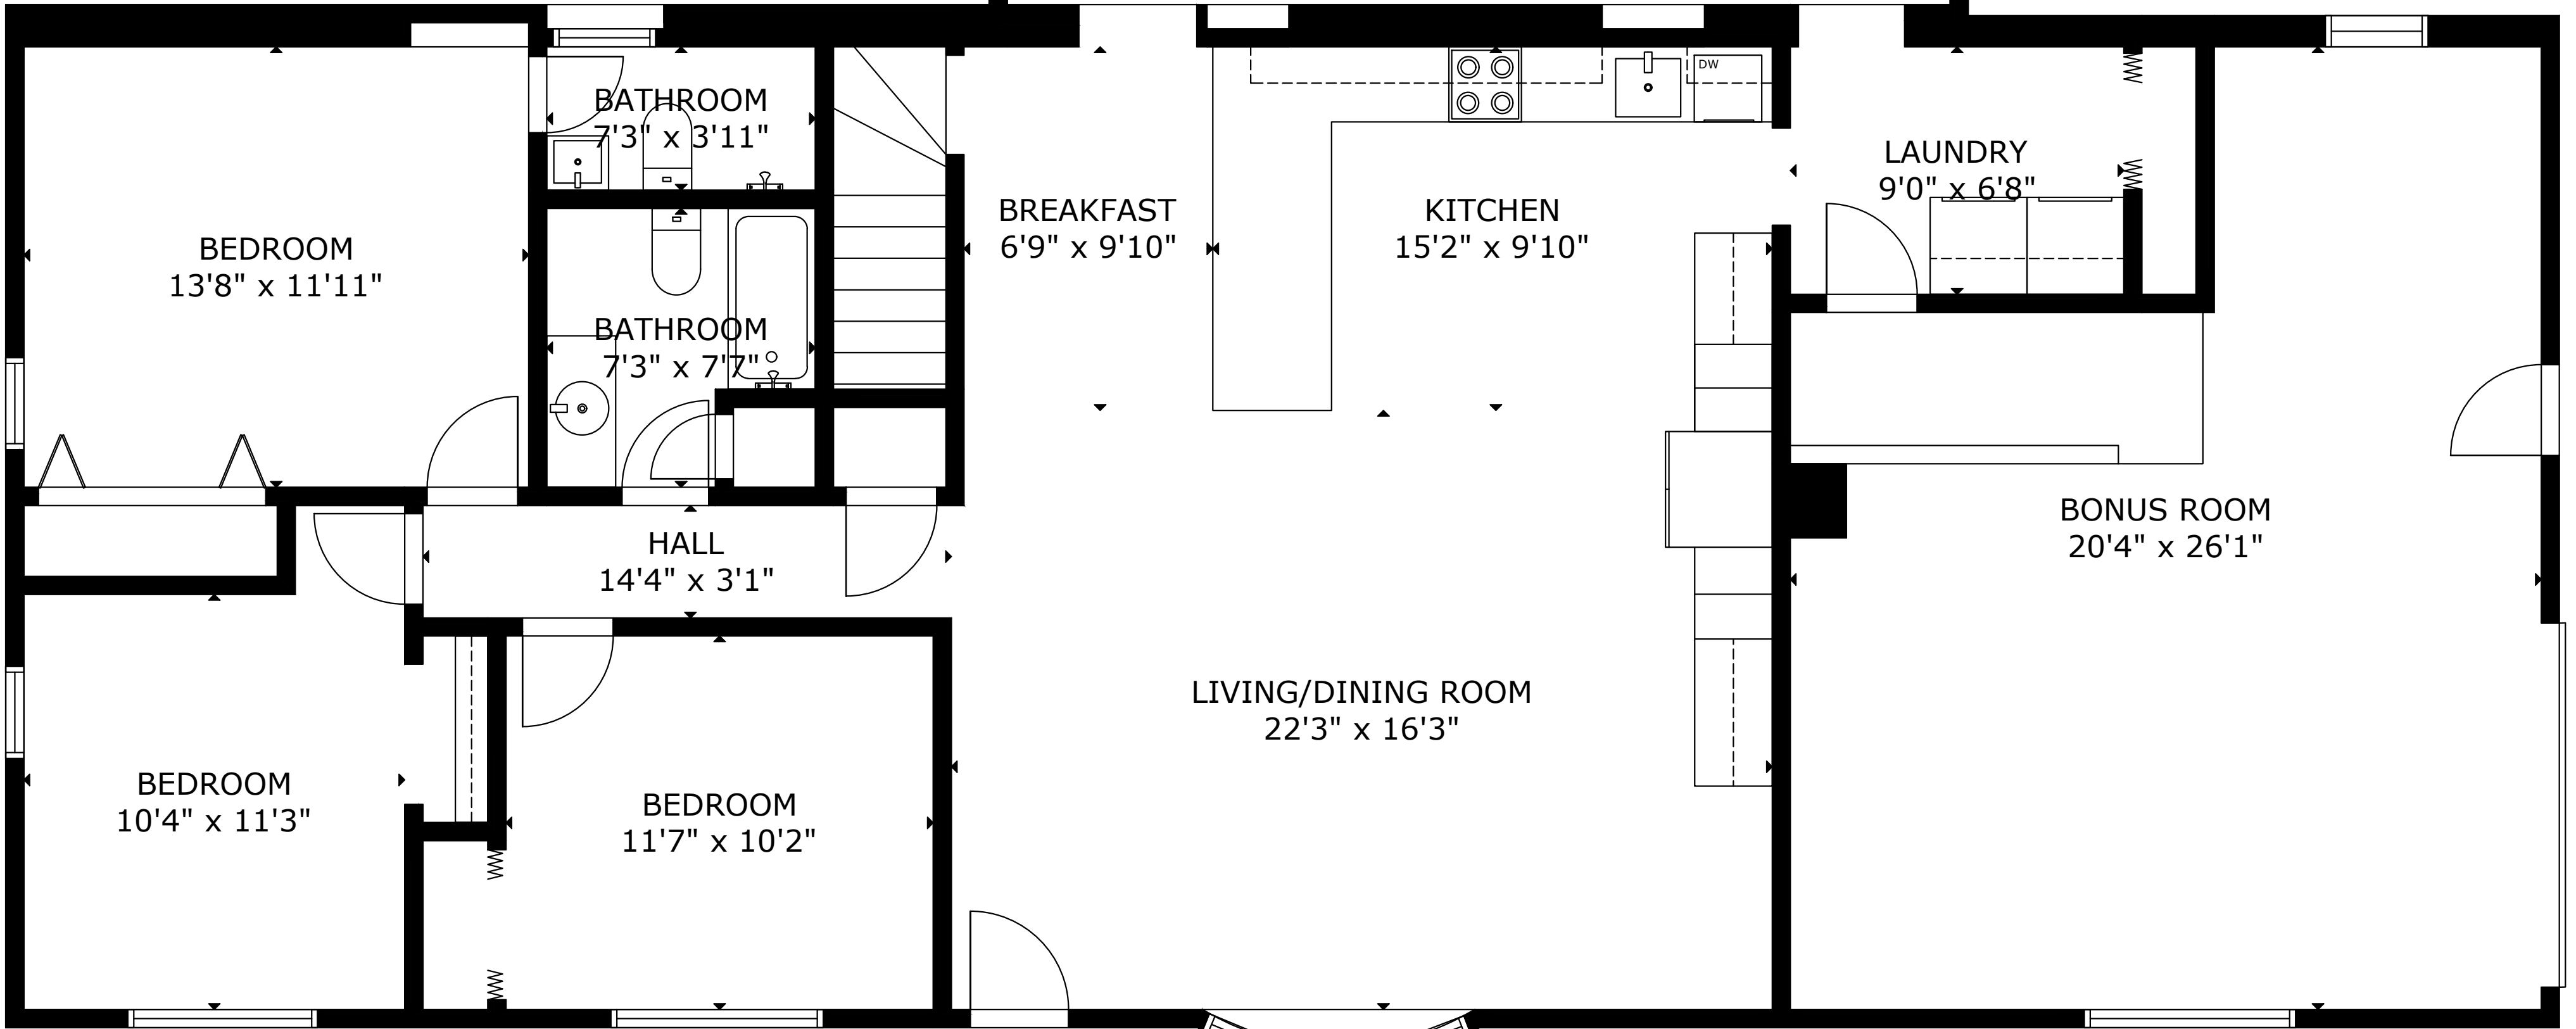 BATHROOM
7'3" x 3'11"
DW
LAUNDRY
9'0" x 6'8"
BEDROOM
13'8" x 11'11"
BREAKFAST
6'9" x 9'10"
KITCHEN
15'2" x 9'10"
BATHROOM
7'3" x 7'7
HALL
14'4" x 3'1"
BONUS ROOM
20'4" x 26'1"
LIVING/DINING ROOM
22'3" x 16'3"
BEDROOM
10'4" x 11'3"
BEDROOM
11'7" x 10'2"